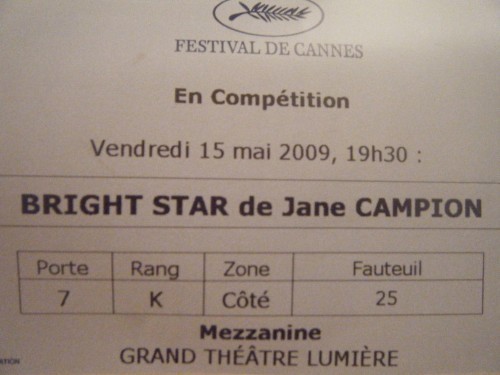 FESTIVAL DE CANNES
En Compétition
Vendredi 15 mai 2009, 19h30 :
BRIGHT STAR de Jane CAMPION
Porte Rang Zone Fauteuil
7 K Côté 25
Mezzanine
GRAND THÉÂTRE LUMIÈRE